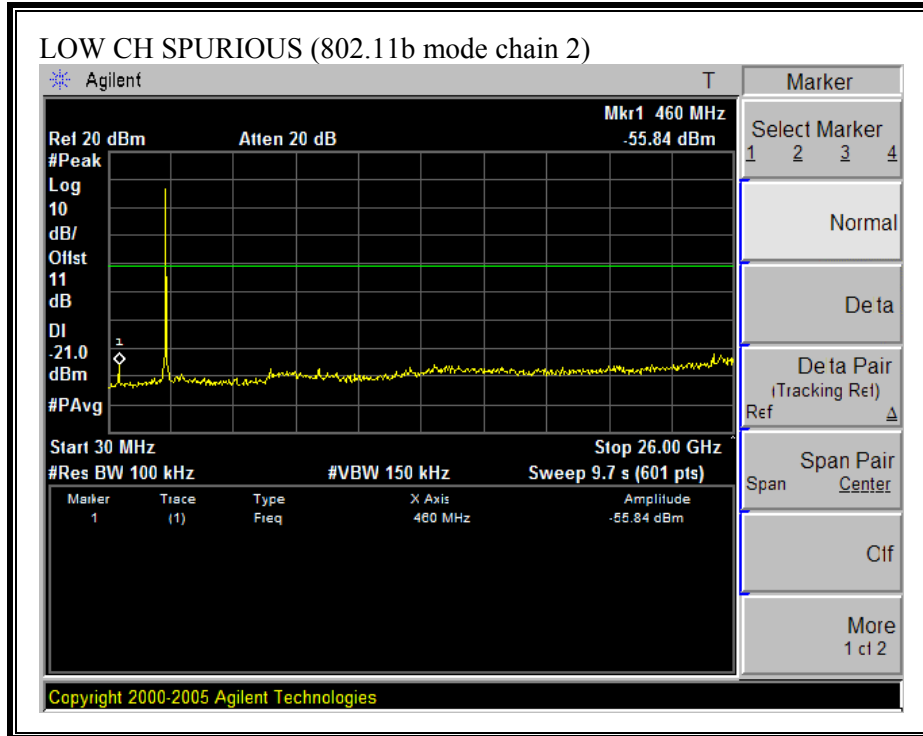 LOW CH SPURIOUS (802.11b mode chain 2)
Agilent T
Mkr1 460 MHz
Ref 20 dBm Atten 20 dB -55.84 dBm
#Peak
Log
10
dB/
Offst
11
dB
DI
-21.0
dBm
#PAvg
1
Start 30 MHz Stop 26.00 GHz
#Res BW 100 kHz #VBW 150 kHz Sweep 9.7 s (601 pts)
Marker Trace Type X Axis Amplitude
1 (1) Freq 460 MHz -55.84 dBm
Marker
Select Marker
1 2 3 4
Normal
Delta
Delta Pair
(Tracking Ref)
Ref Δ
Span Pair
Span Center
Off
More
1 of 2
Copyright 2000-2005 Agilent Technologies